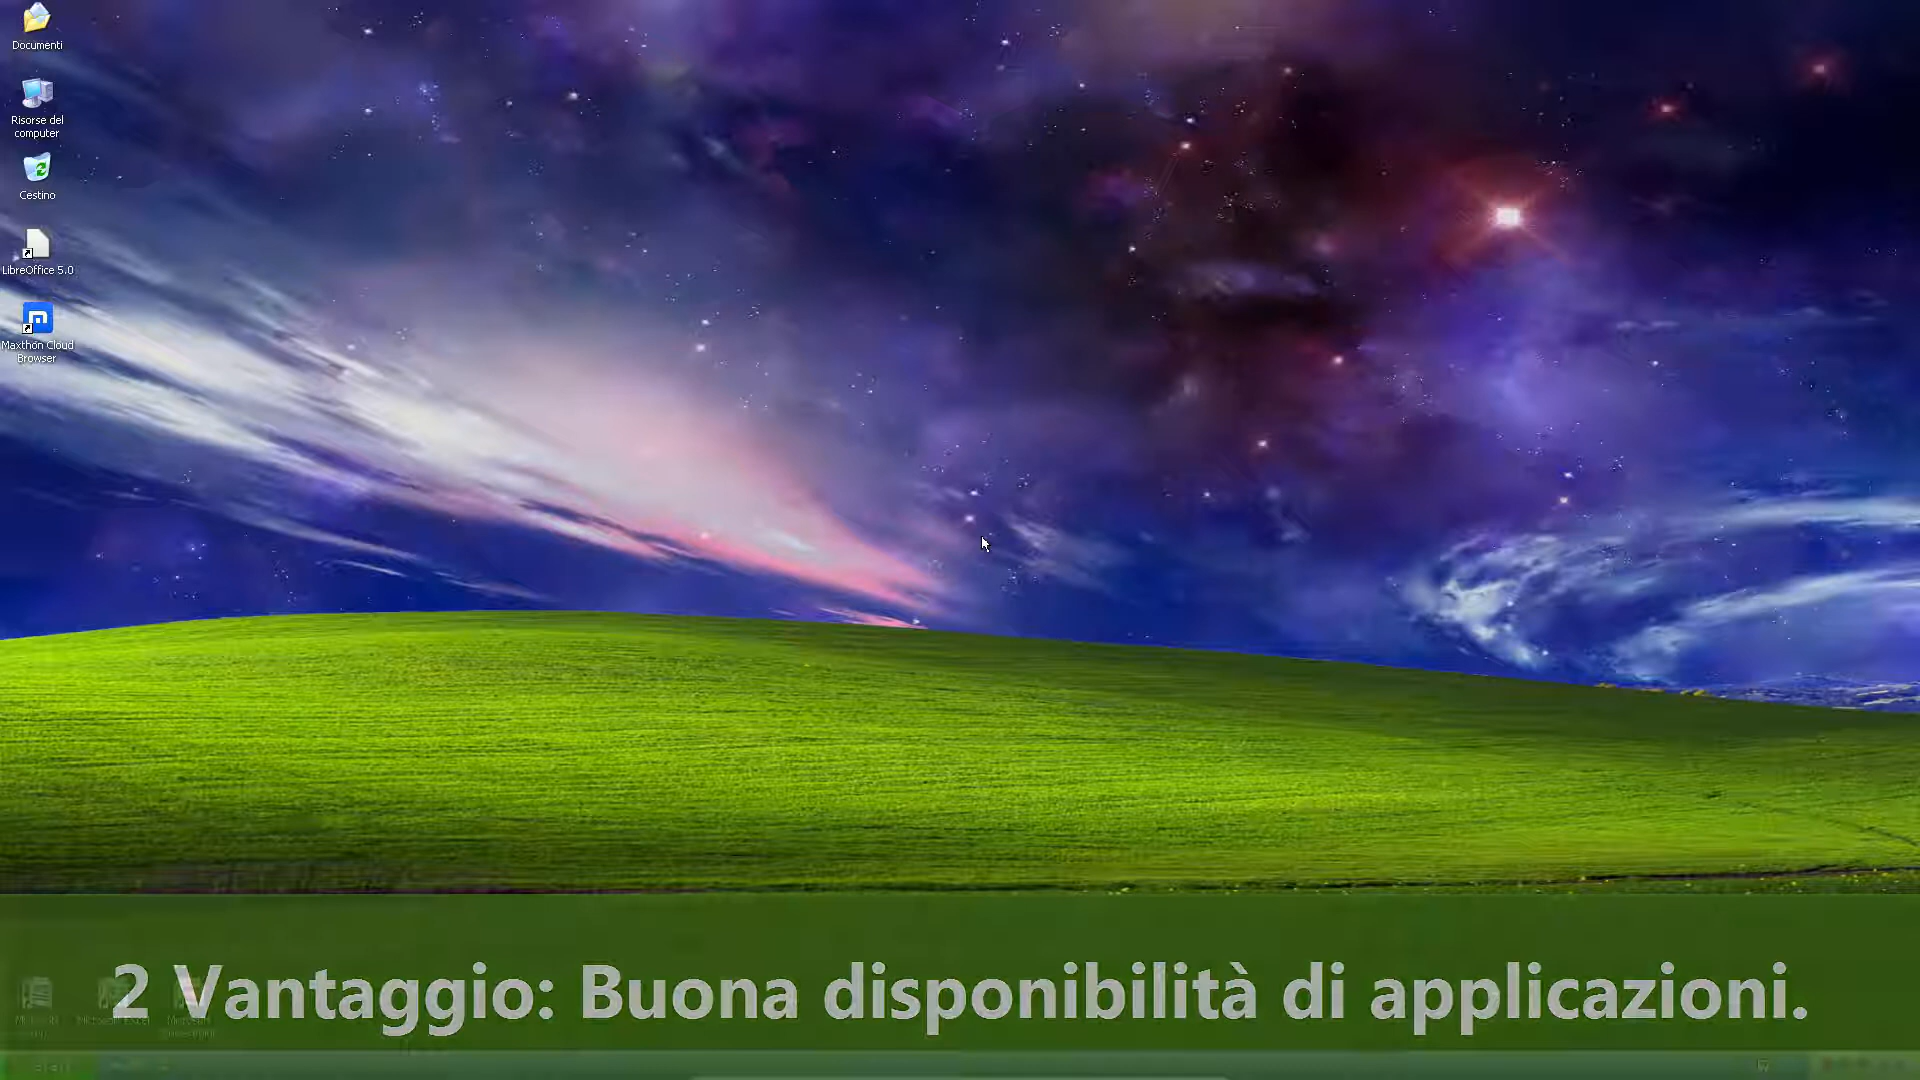 Documenti
Risorse del
computer
Cestino
LibreOffice 5.0
Maxthon Cloud
Browser
2 Vantaggio: Buona disponibilità di applicazioni.